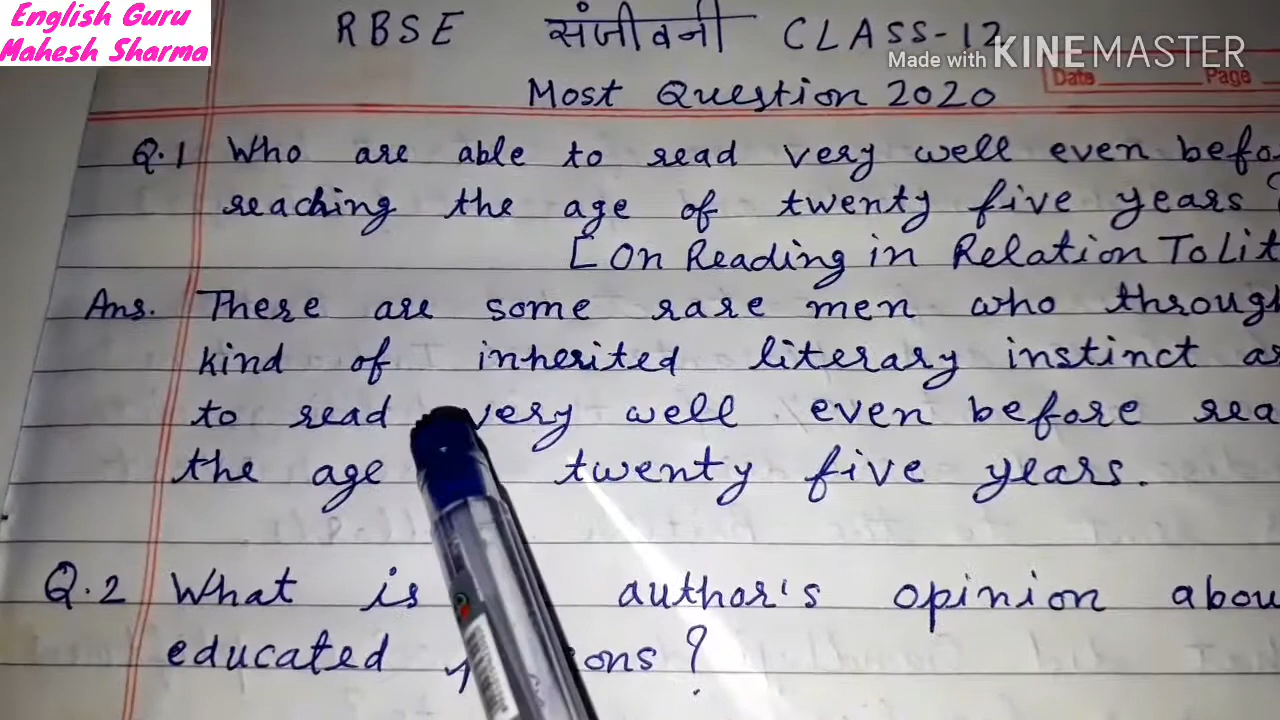 English Guru
Mahesh Sharma
RBSE संजीवनी CLASS-12
Made with KINEMASTER
Date Page
Most Question 2020
Q.1 Who are able to read very well even befo
reaching the age of twenty five years
[On Reading in Relation To Lit
Ans. There are some rare men who through
kind of inherited literary instinct a
to read very well even before rea
the age twenty five years.
Q.2 What is author's opinion abou
educated ons?